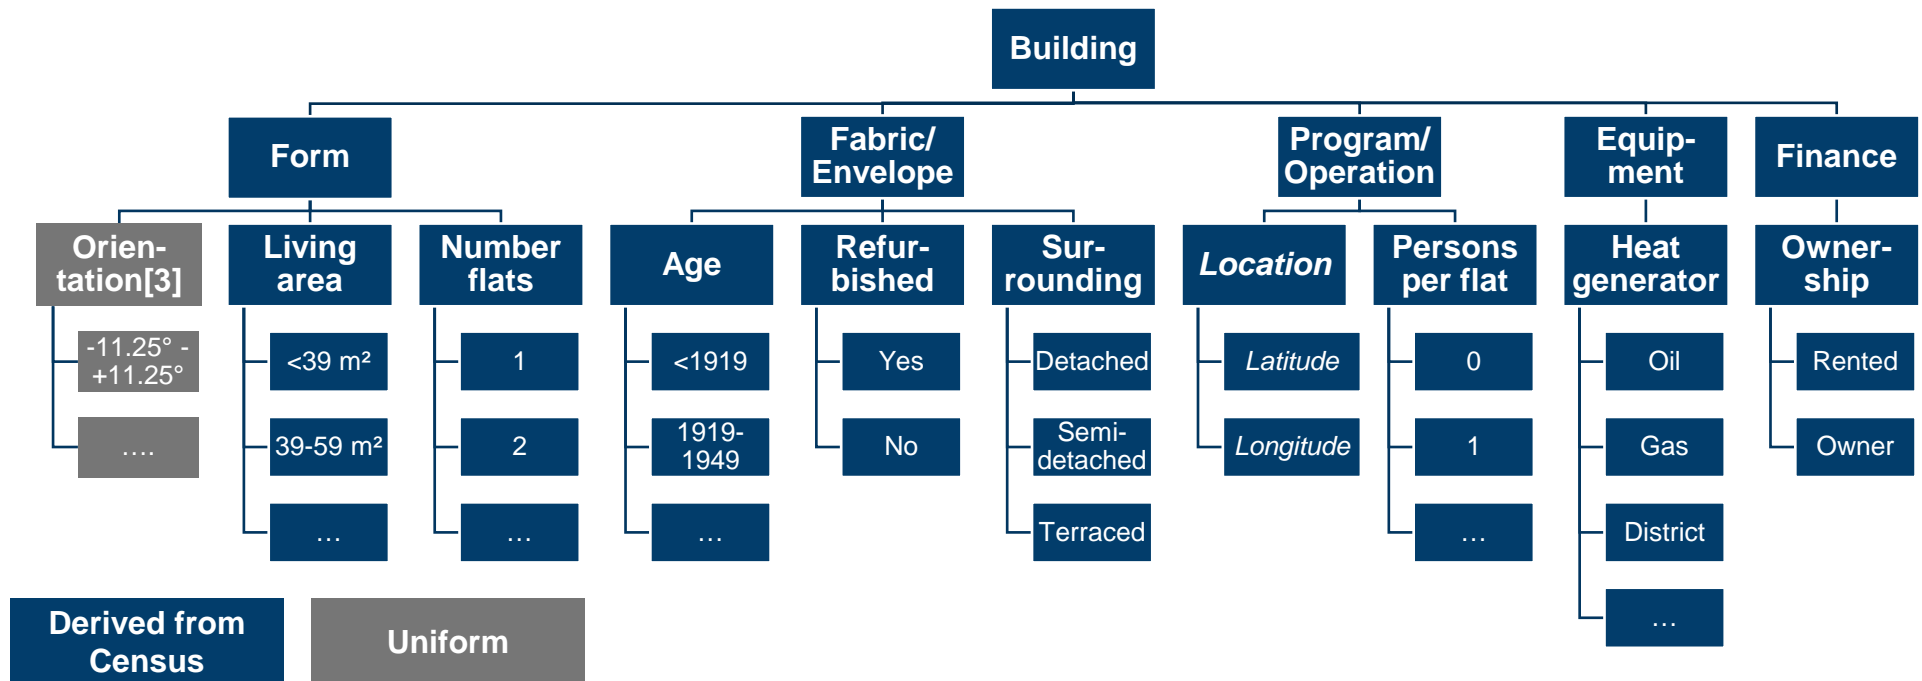 Building
Form
Fabric/
Envelope
Program/
Operation
Equip-
ment
Finance
Orien-
tation[3]
Living
area
Number
flats
Age
Refur-
bished
Sur-
rounding
Location
Persons
per flat
Heat
generator
Owner-
ship
-11.25° -
+11.25°
….
<39 m²
39-59 m²
…
1
2
…
<1919
1919-
1949
…
Yes
No
Detached
Semi-
detached
Terraced
Latitude
Longitude
0
1
…
Oil
Gas
District
…
Rented
Owner
Derived from
Census
Uniform